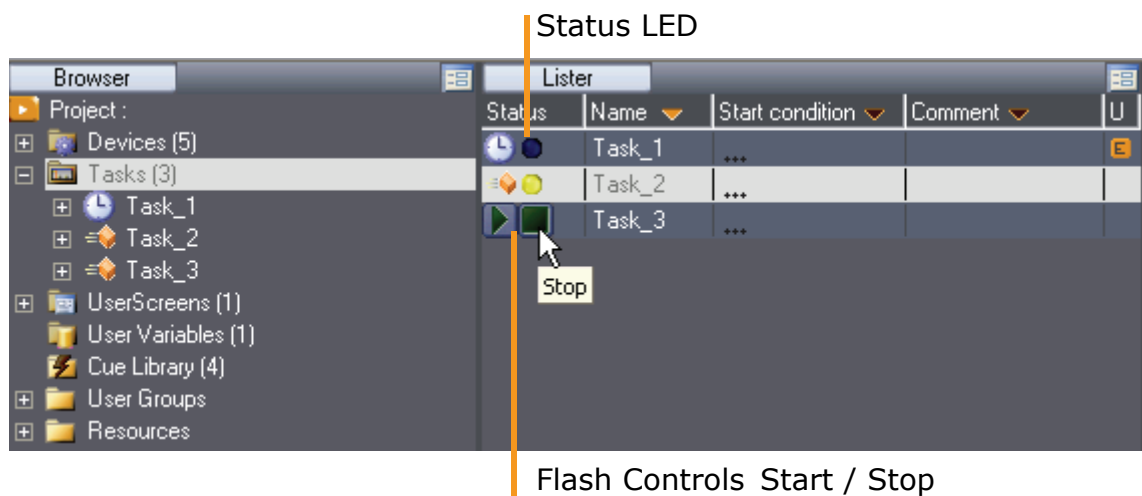 Status LED
Browser
Lister
Project :
Devices (5)
Tasks (3)
Task_1
Task_2
Task_3
UserScreens (1)
User Variables (1)
Cue Library (4)
User Groups
Resources
Status Name Start condition Comment U
Task_1 ... E
Task_2 ...
Task_3 ...
Stop
Flash Controls Start / Stop